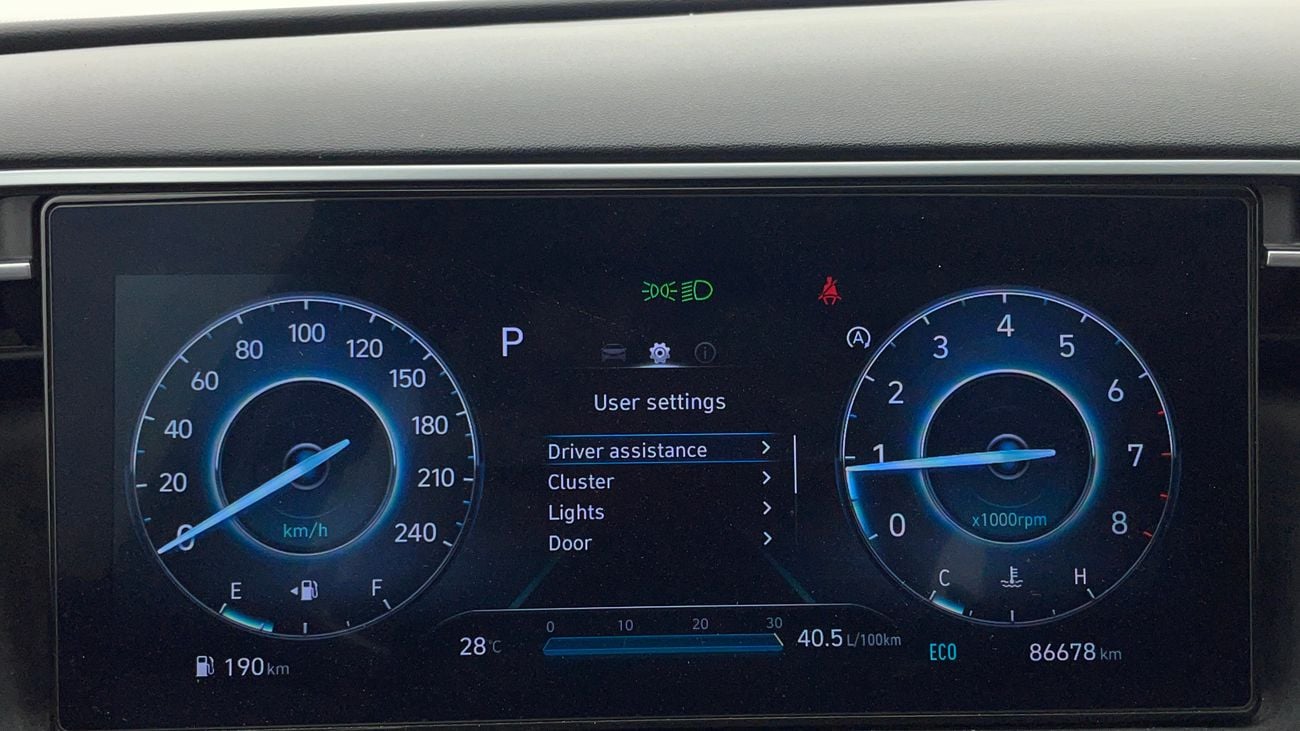 0
20
40
60
80
100
120
150
180
210
240
km/h
E
F
190 km
P
User settings
Driver assistance
Cluster
Lights
Door
28°C
0 10 20 30
40.5 L/100km
A
0
1
2
3
4
5
6
7
8
x1000rpm
C
H
ECO
86678 km